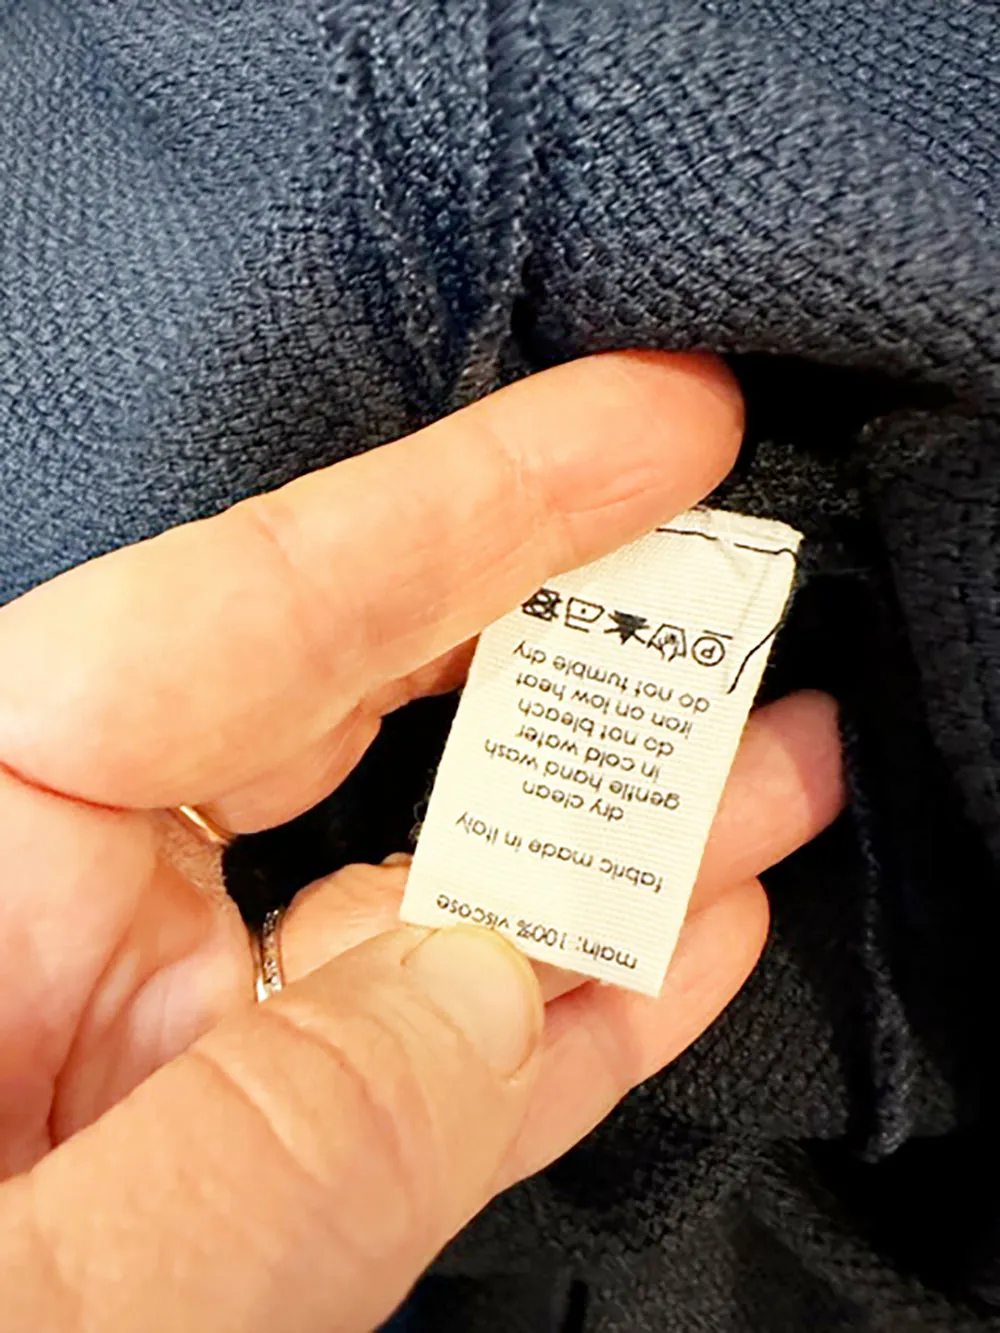 main: 100% viscose
fabric made in Italy
dry clean
gentle hand wash
in cold water
do not bleach
iron on low heat
do not tumble dry
P